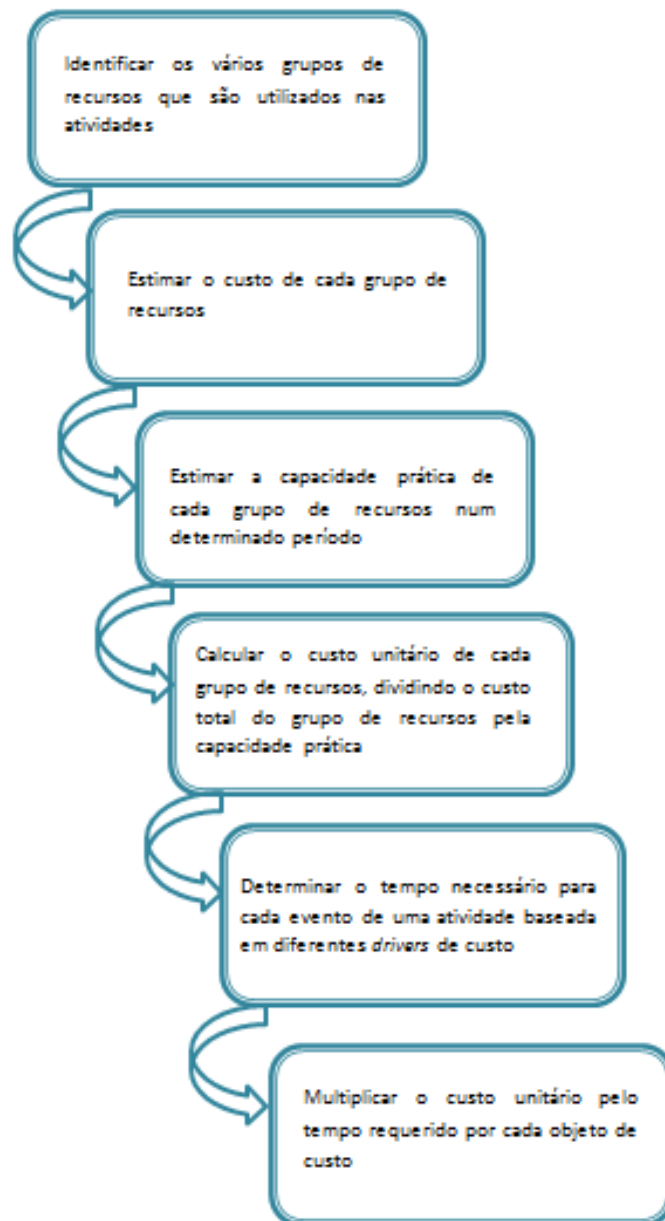 Identificar os vários grupos de
recursos que são utilizados nas
atividades
Estimar o custo de cada grupo de
recursos
Estimar a capacidade prática de
cada grupo de recursos num
determinado período
Calcular o custo unitário de cada
grupo de recursos, dividindo o custo
total do grupo de recursos pela
capacidade prática
Determinar o tempo necessário para
cada evento de uma atividade baseada
em diferentes drivers de custo
Multiplicar o custo unitário pelo
tempo requerido por cada objeto de
custo